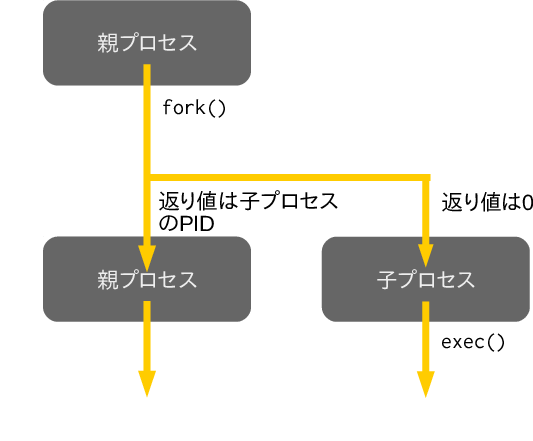 親プロセス
fork()
返り値は子プロセス
のPID
返り値は0
親プロセス
子プロセス
exec()